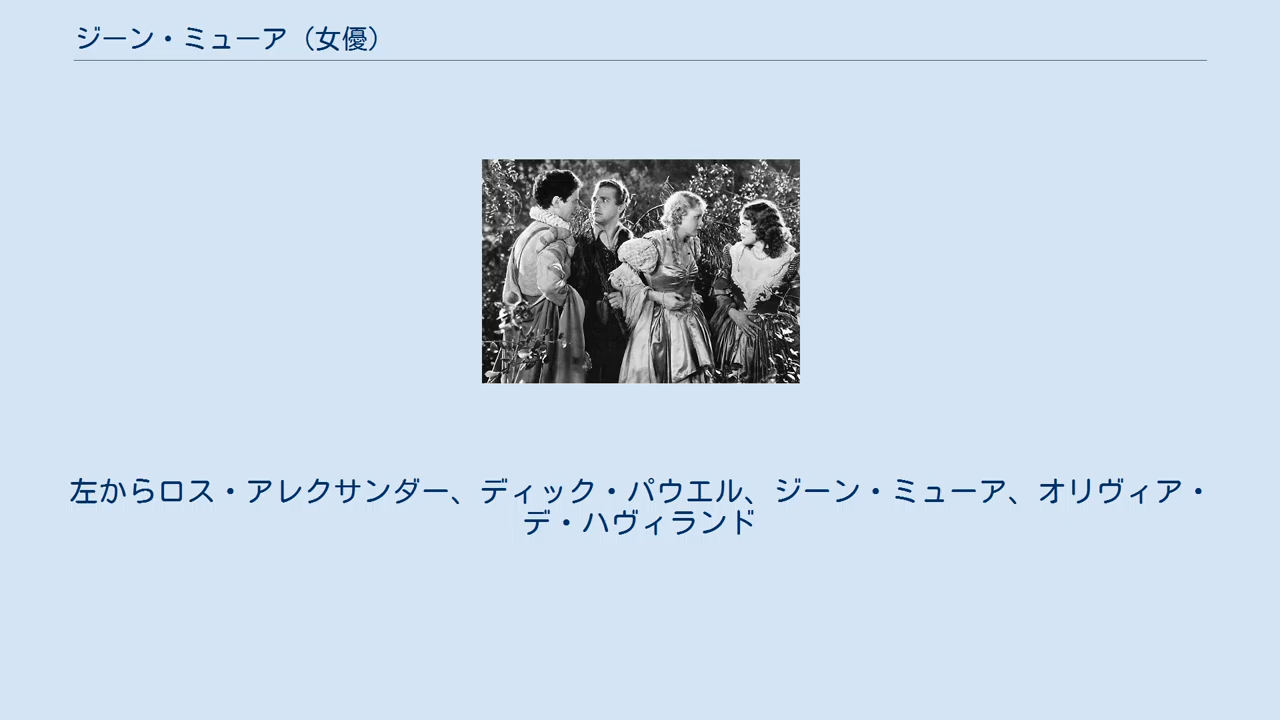 ジーン・ミューア（女優）
左からロス・アレクサンダー、ディック・パウエル、ジーン・ミューア、オリヴィア・
デ・ハヴィランド